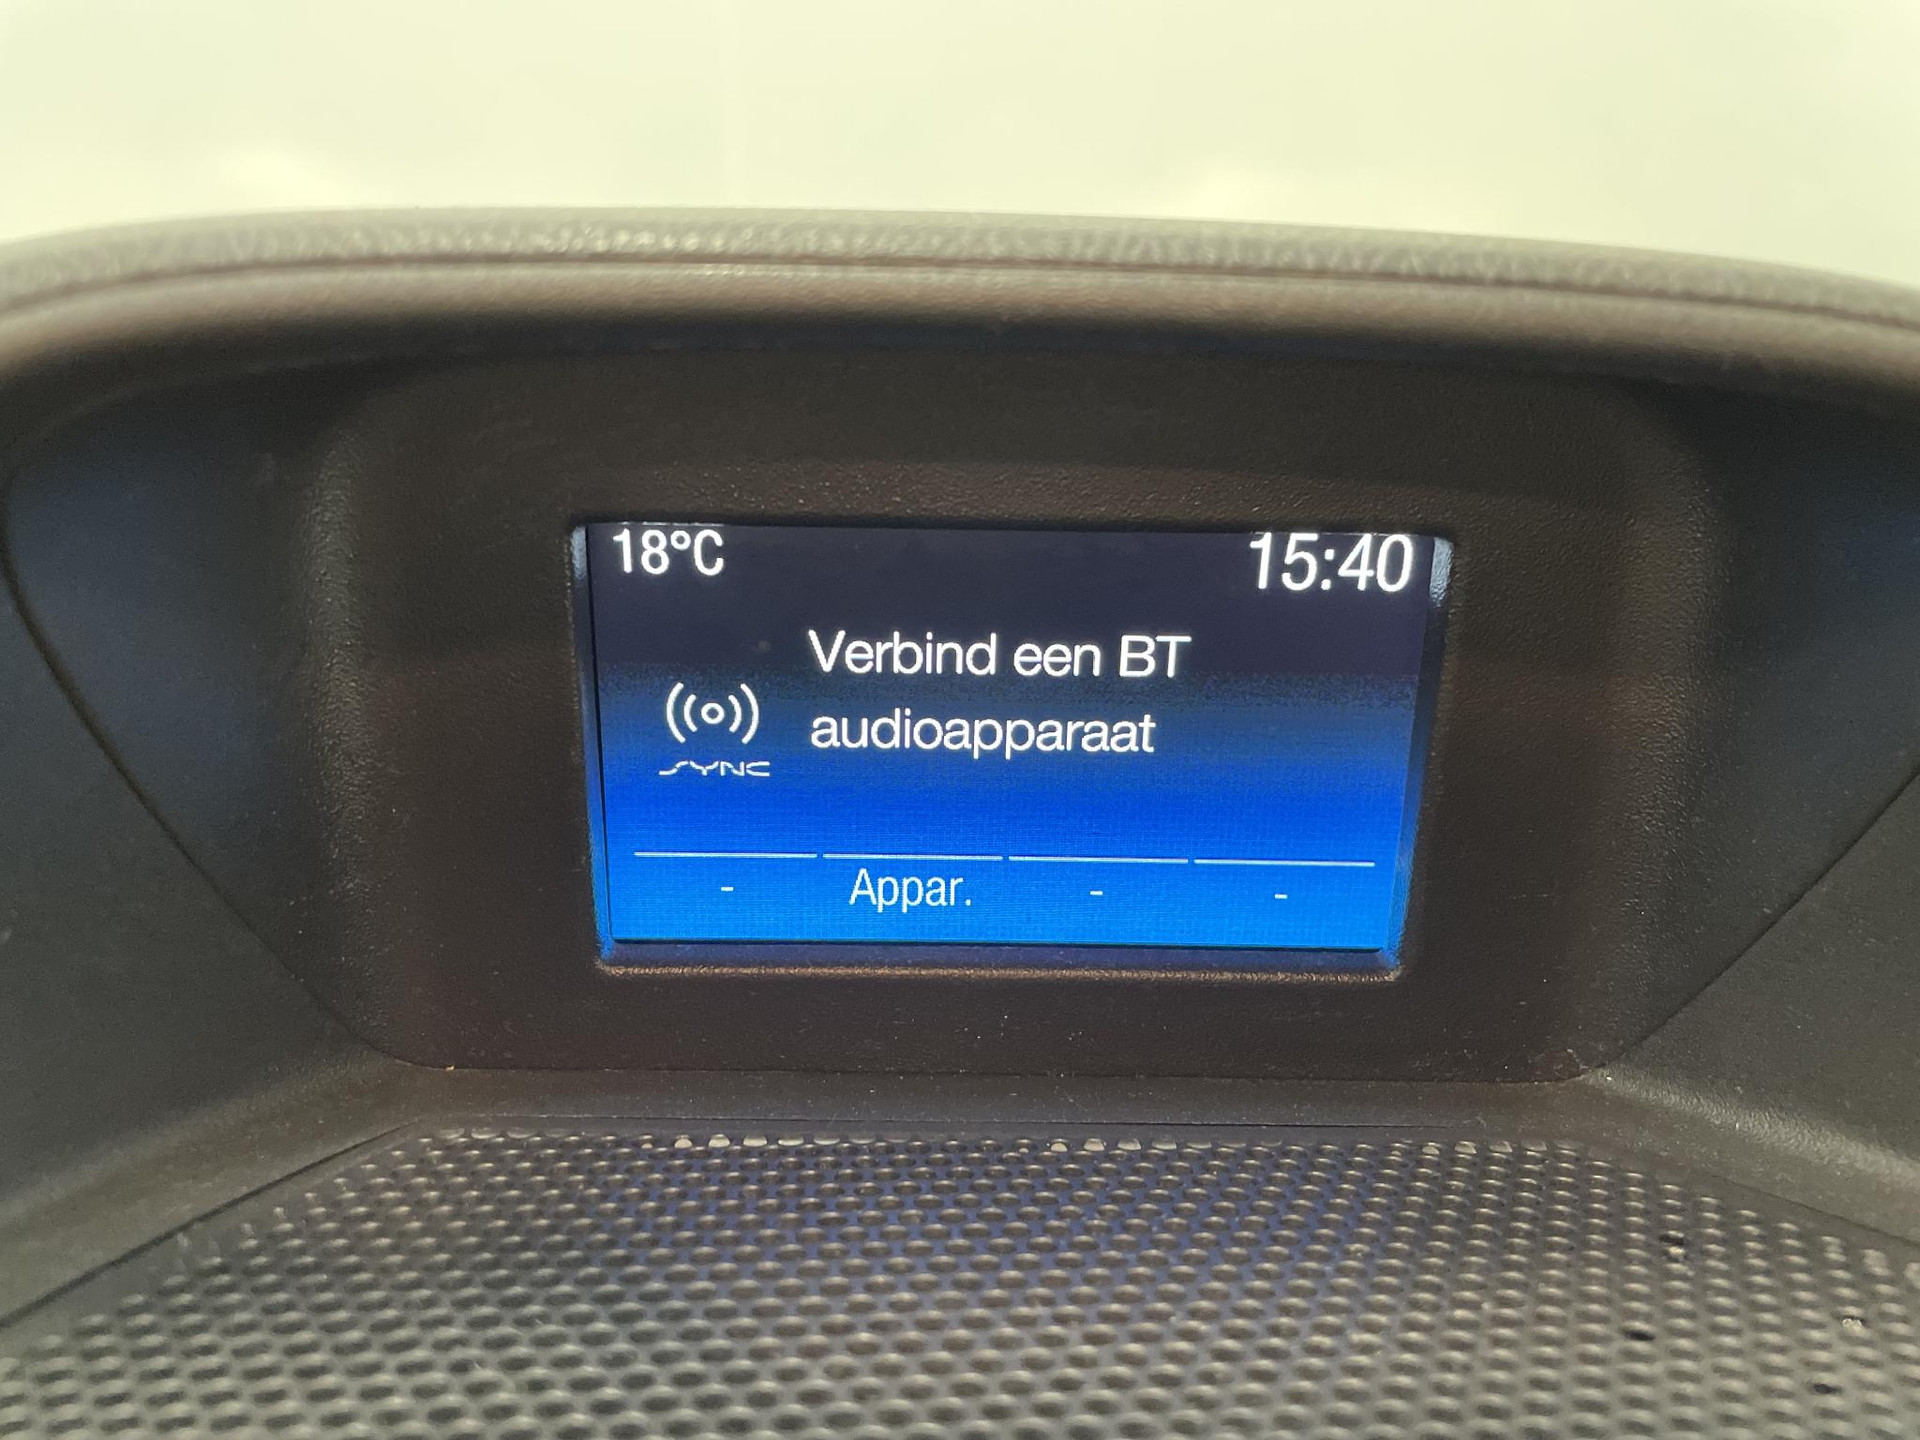 18°C 15:40
Verbind een BT
audioapparaat
SYNC
- Appar. - -